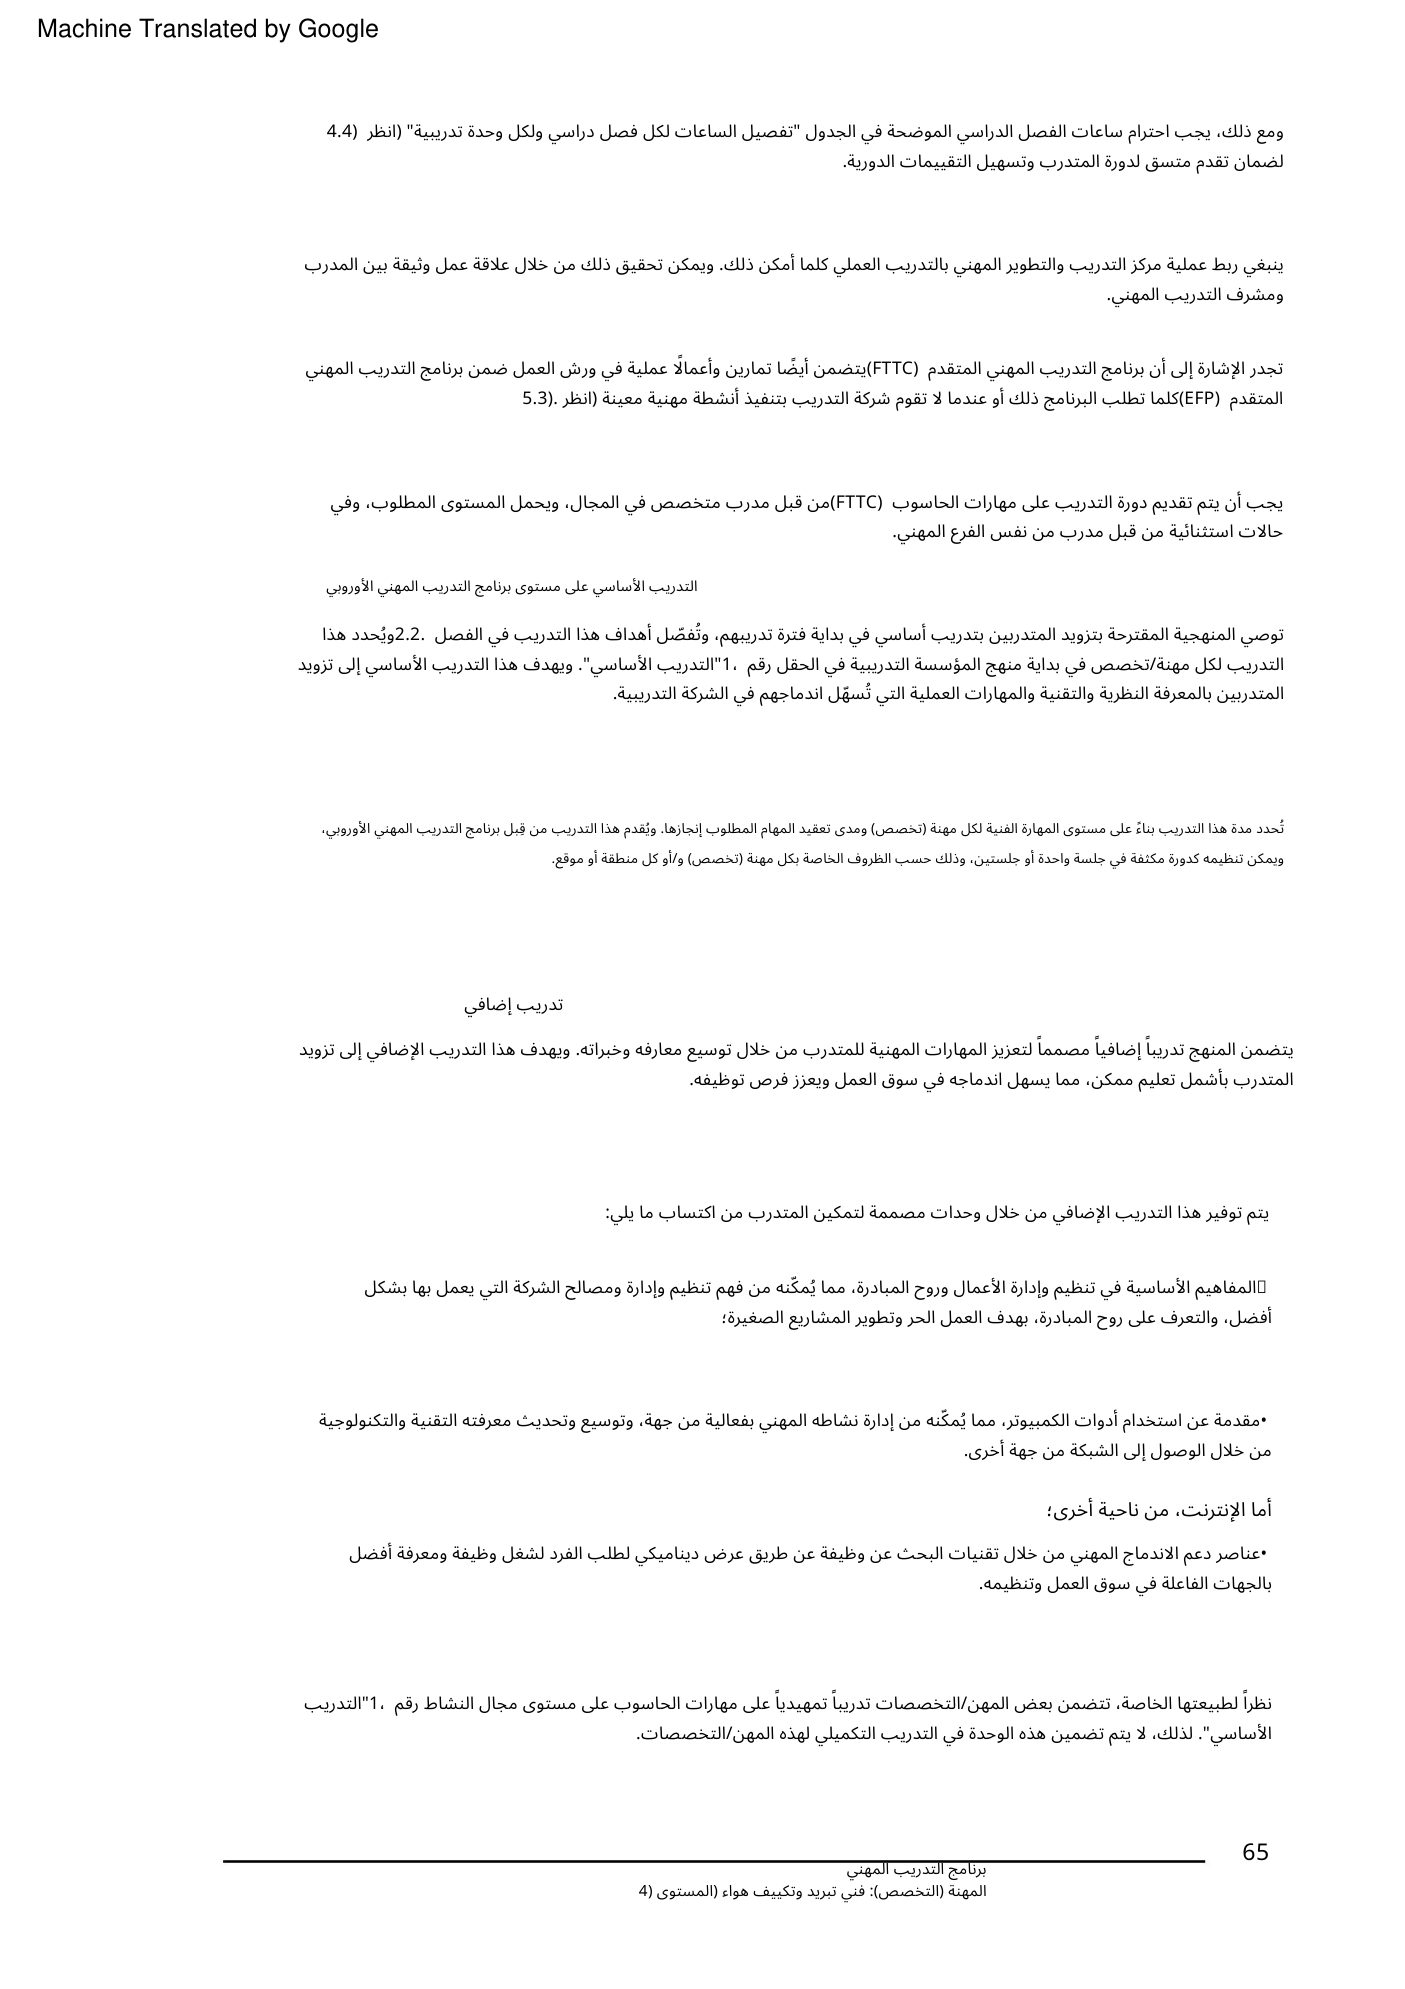 Machine Translated by Google
ومع ذلك، يجب احترام ساعات الفصل الدراسي الموضحة في الجدول "تفصيل الساعات لكل فصل دراسي ولكل وحدة تدريبية" (انظر (4.4
لضمان تقدم متسق لدورة المتدرب وتسهيل التقييمات الدورية.
ينبغي ربط عملية مركز التدريب والتطوير المهني بالتدريب العملي كلما أمكن ذلك. ويمكن تحقيق ذلك من خلال علاقة عمل وثيقة بين المدرب
ومشرف التدريب المهني.
تجدر الإشارة إلى أن برنامج التدريب المهني المتقدم (FTTC)يتضمن أيضًا تمارين وأعمالًا عملية في ورش العمل ضمن برنامج التدريب المهني
المتقدم (EFP)كلما تطلب البرنامج ذلك أو عندما لا تقوم شركة التدريب بتنفيذ أنشطة مهنية معينة (انظر .(5.3
يجب أن يتم تقديم دورة التدريب على مهارات الحاسوب (FTTC)من قبل مدرب متخصص في المجال، ويحمل المستوى المطلوب، وفي
حالات استثنائية من قبل مدرب من نفس الفرع المهني.
التدريب الأساسي على مستوى برنامج التدريب المهني الأوروبي
توصي المنهجية المقترحة بتزويد المتدربين بتدريب أساسي في بداية فترة تدريبهم، وتُفصّل أهداف هذا التدريب في الفصل .2.2ويُحدد هذا
التدريب لكل مهنة/تخصص في بداية منهج المؤسسة التدريبية في الحقل رقم ،1"التدريب الأساسي". ويهدف هذا التدريب الأساسي إلى تزويد
المتدربين بالمعرفة النظرية والتقنية والمهارات العملية التي تُسهّل اندماجهم في الشركة التدريبية.
تُحدد مدة هذا التدريب بناءً على مستوى المهارة الفنية لكل مهنة (تخصص) ومدى تعقيد المهام المطلوب إنجازها. ويُقدم هذا التدريب من قِبل برنامج التدريب المهني الأوروبي،
ويمكن تنظيمه كدورة مكثفة في جلسة واحدة أو جلستين، وذلك حسب الظروف الخاصة بكل مهنة (تخصص) و/أو كل منطقة أو موقع.
تدريب إضافي
يتضمن المنهج تدريباً إضافياً مصمماً لتعزيز المهارات المهنية للمتدرب من خلال توسيع معارفه وخبراته. ويهدف هذا التدريب الإضافي إلى تزويد
المتدرب بأشمل تعليم ممكن، مما يسهل اندماجه في سوق العمل ويعزز فرص توظيفه.
يتم توفير هذا التدريب الإضافي من خلال وحدات مصممة لتمكين المتدرب من اكتساب ما يلي:
▯المفاهيم الأساسية في تنظيم وإدارة الأعمال وروح المبادرة، مما يُمكّنه من فهم تنظيم وإدارة ومصالح الشركة التي يعمل بها بشكل
أفضل، والتعرف على روح المبادرة، بهدف العمل الحر وتطوير المشاريع الصغيرة؛
•مقدمة عن استخدام أدوات الكمبيوتر، مما يُمكّنه من إدارة نشاطه المهني بفعالية من جهة، وتوسيع وتحديث معرفته التقنية والتكنولوجية
من خلال الوصول إلى الشبكة من جهة أخرى.
أما الإنترنت، من ناحية أخرى؛
•عناصر دعم الاندماج المهني من خلال تقنيات البحث عن وظيفة عن طريق عرض ديناميكي لطلب الفرد لشغل وظيفة ومعرفة أفضل
بالجهات الفاعلة في سوق العمل وتنظيمه.
نظراً لطبيعتها الخاصة، تتضمن بعض المهن/التخصصات تدريباً تمهيدياً على مهارات الحاسوب على مستوى مجال النشاط رقم ،1"التدريب
الأساسي". لذلك، لا يتم تضمين هذه الوحدة في التدريب التكميلي لهذه المهن/التخصصات.
65
برنامج التدريب المهني
المهنة (التخصص): فني تبريد وتكييف هواء (المستوى (4